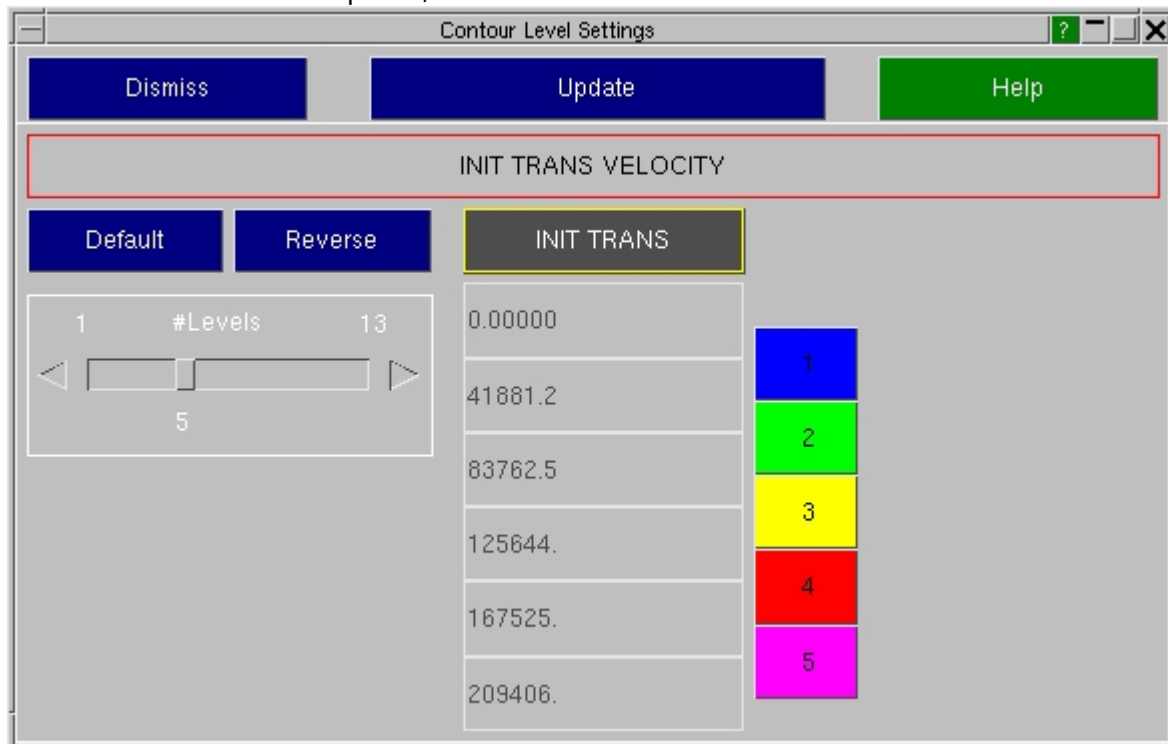 Contour Level Settings ?
Dismiss Update Help
INIT TRANS VELOCITY
Default Reverse INIT TRANS
1 #Levels 13
5
0.00000
41881.2
83762.5
125644.
167525.
209406.
1
2
3
4
5